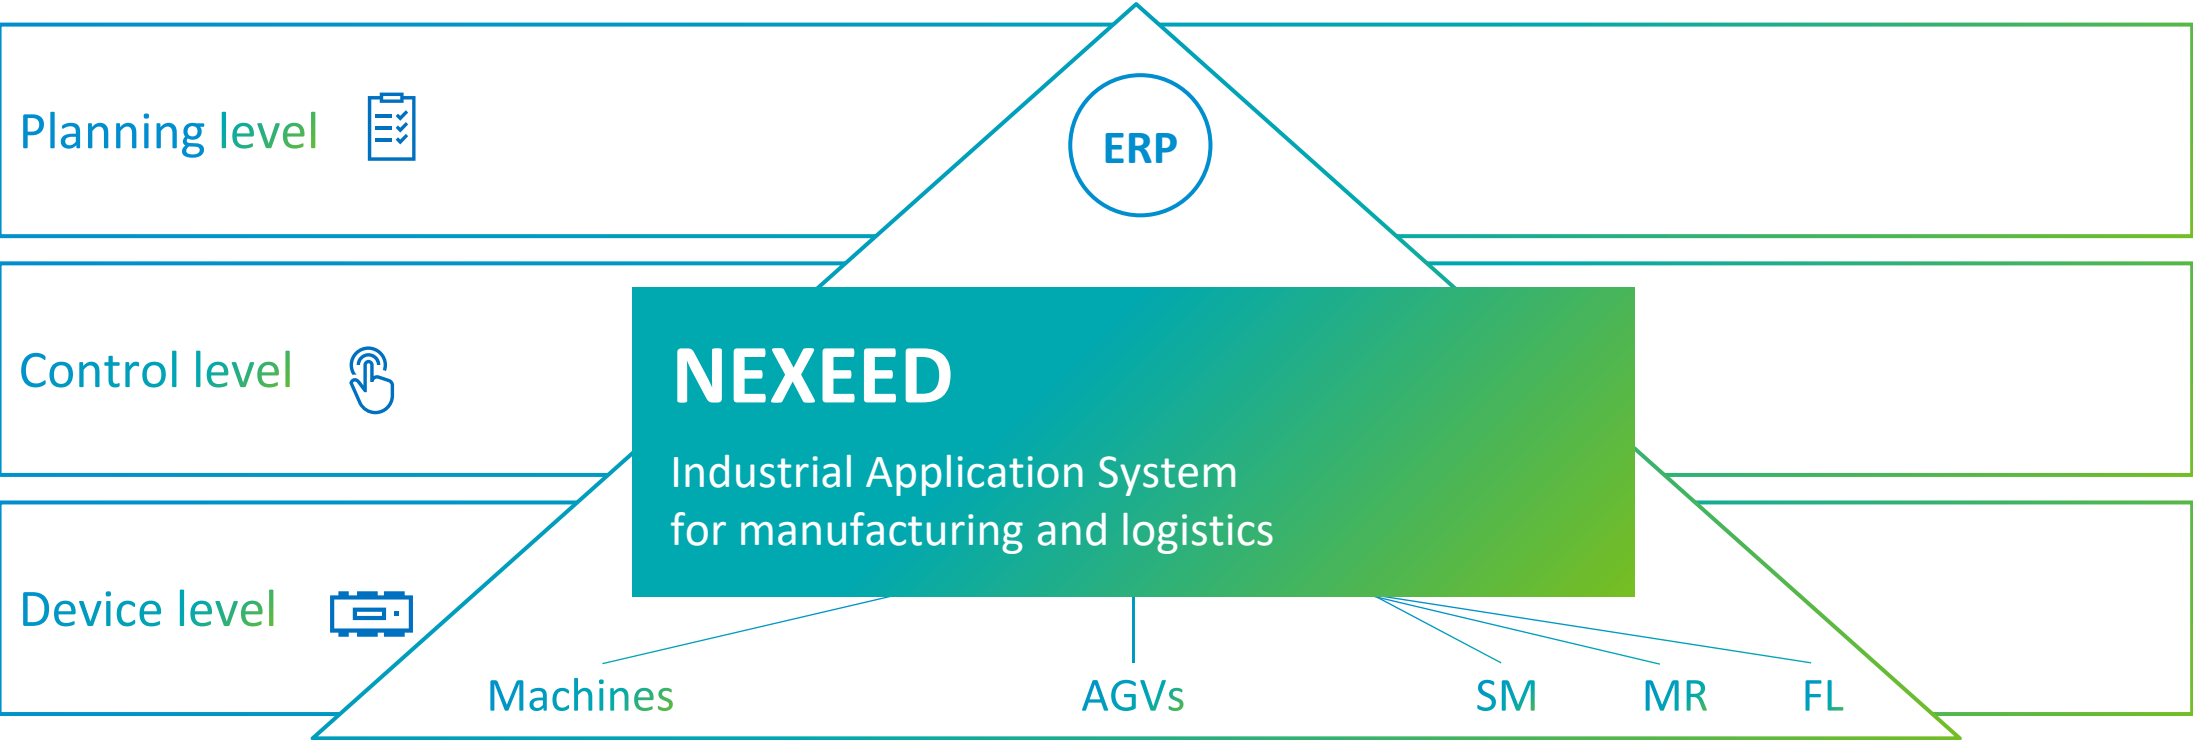 Planning level
ERP
Control level
NEXEED
Industrial Application System
for manufacturing and logistics
Device level
Machines
AGVs
SM
MR
FL